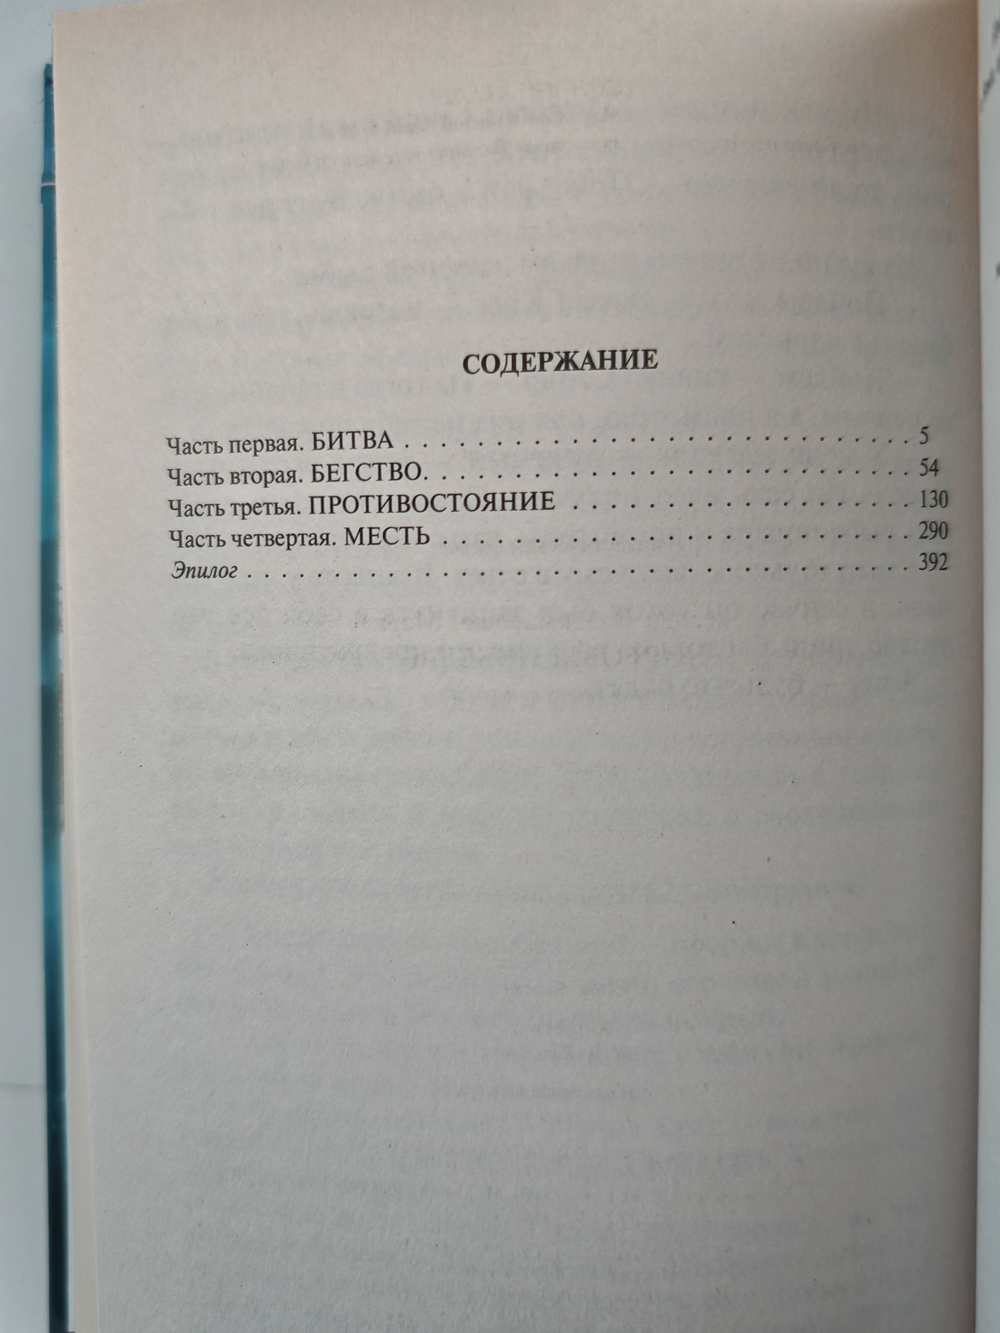 СОДЕРЖАНИЕ
Часть первая. БИТВА . . . . . . . . . . . . . . . . . . . . . . . . . . . . . . . 5
Часть вторая. БЕГСТВО. . . . . . . . . . . . . . . . . . . . . . . . . . . . . . 54
Часть третья. ПРОТИВОСТОЯНИЕ . . . . . . . . . . . . . . . . . . . . . 130
Часть четвертая. МЕСТЬ . . . . . . . . . . . . . . . . . . . . . . . . . . . . . 290
Эпилог . . . . . . . . . . . . . . . . . . . . . . . . . . . . . . . . . . . . . . . . . 392